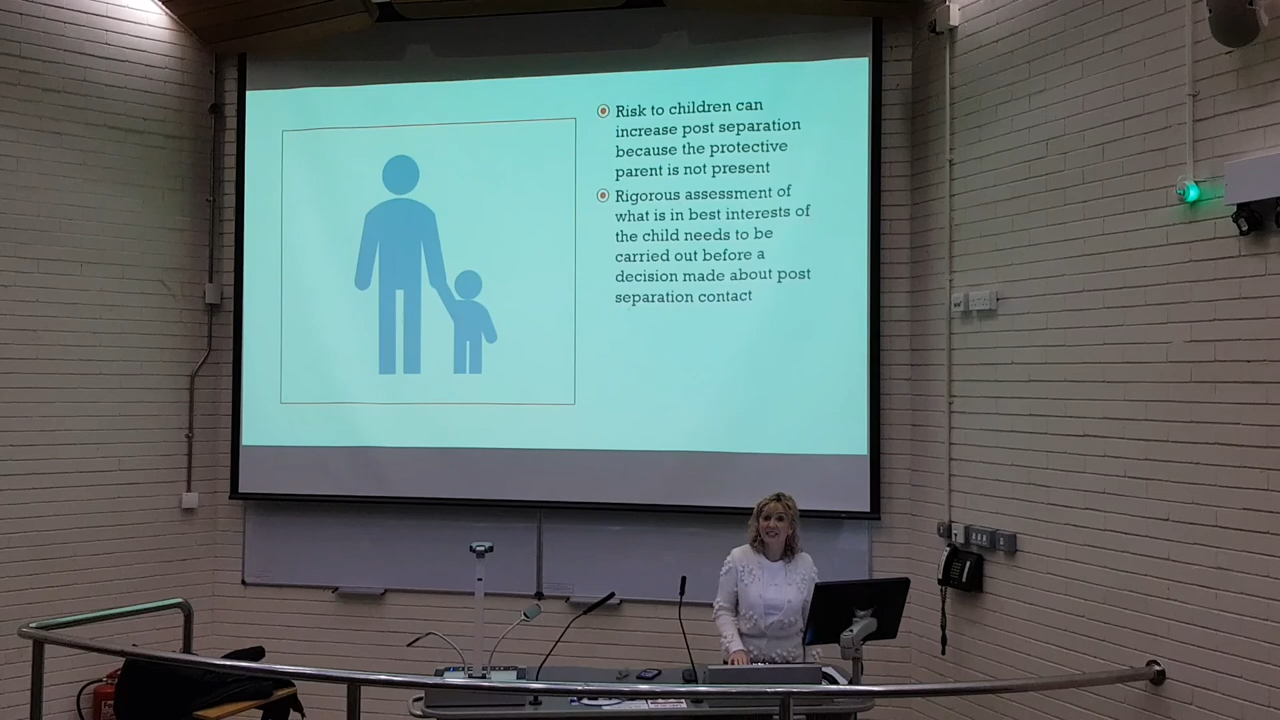 Risk to children can
increase post separation
because the protective
parent is not present
Rigorous assessment of
what is in best interests of
the child needs to be
carried out before a
decision made about post
separation contact